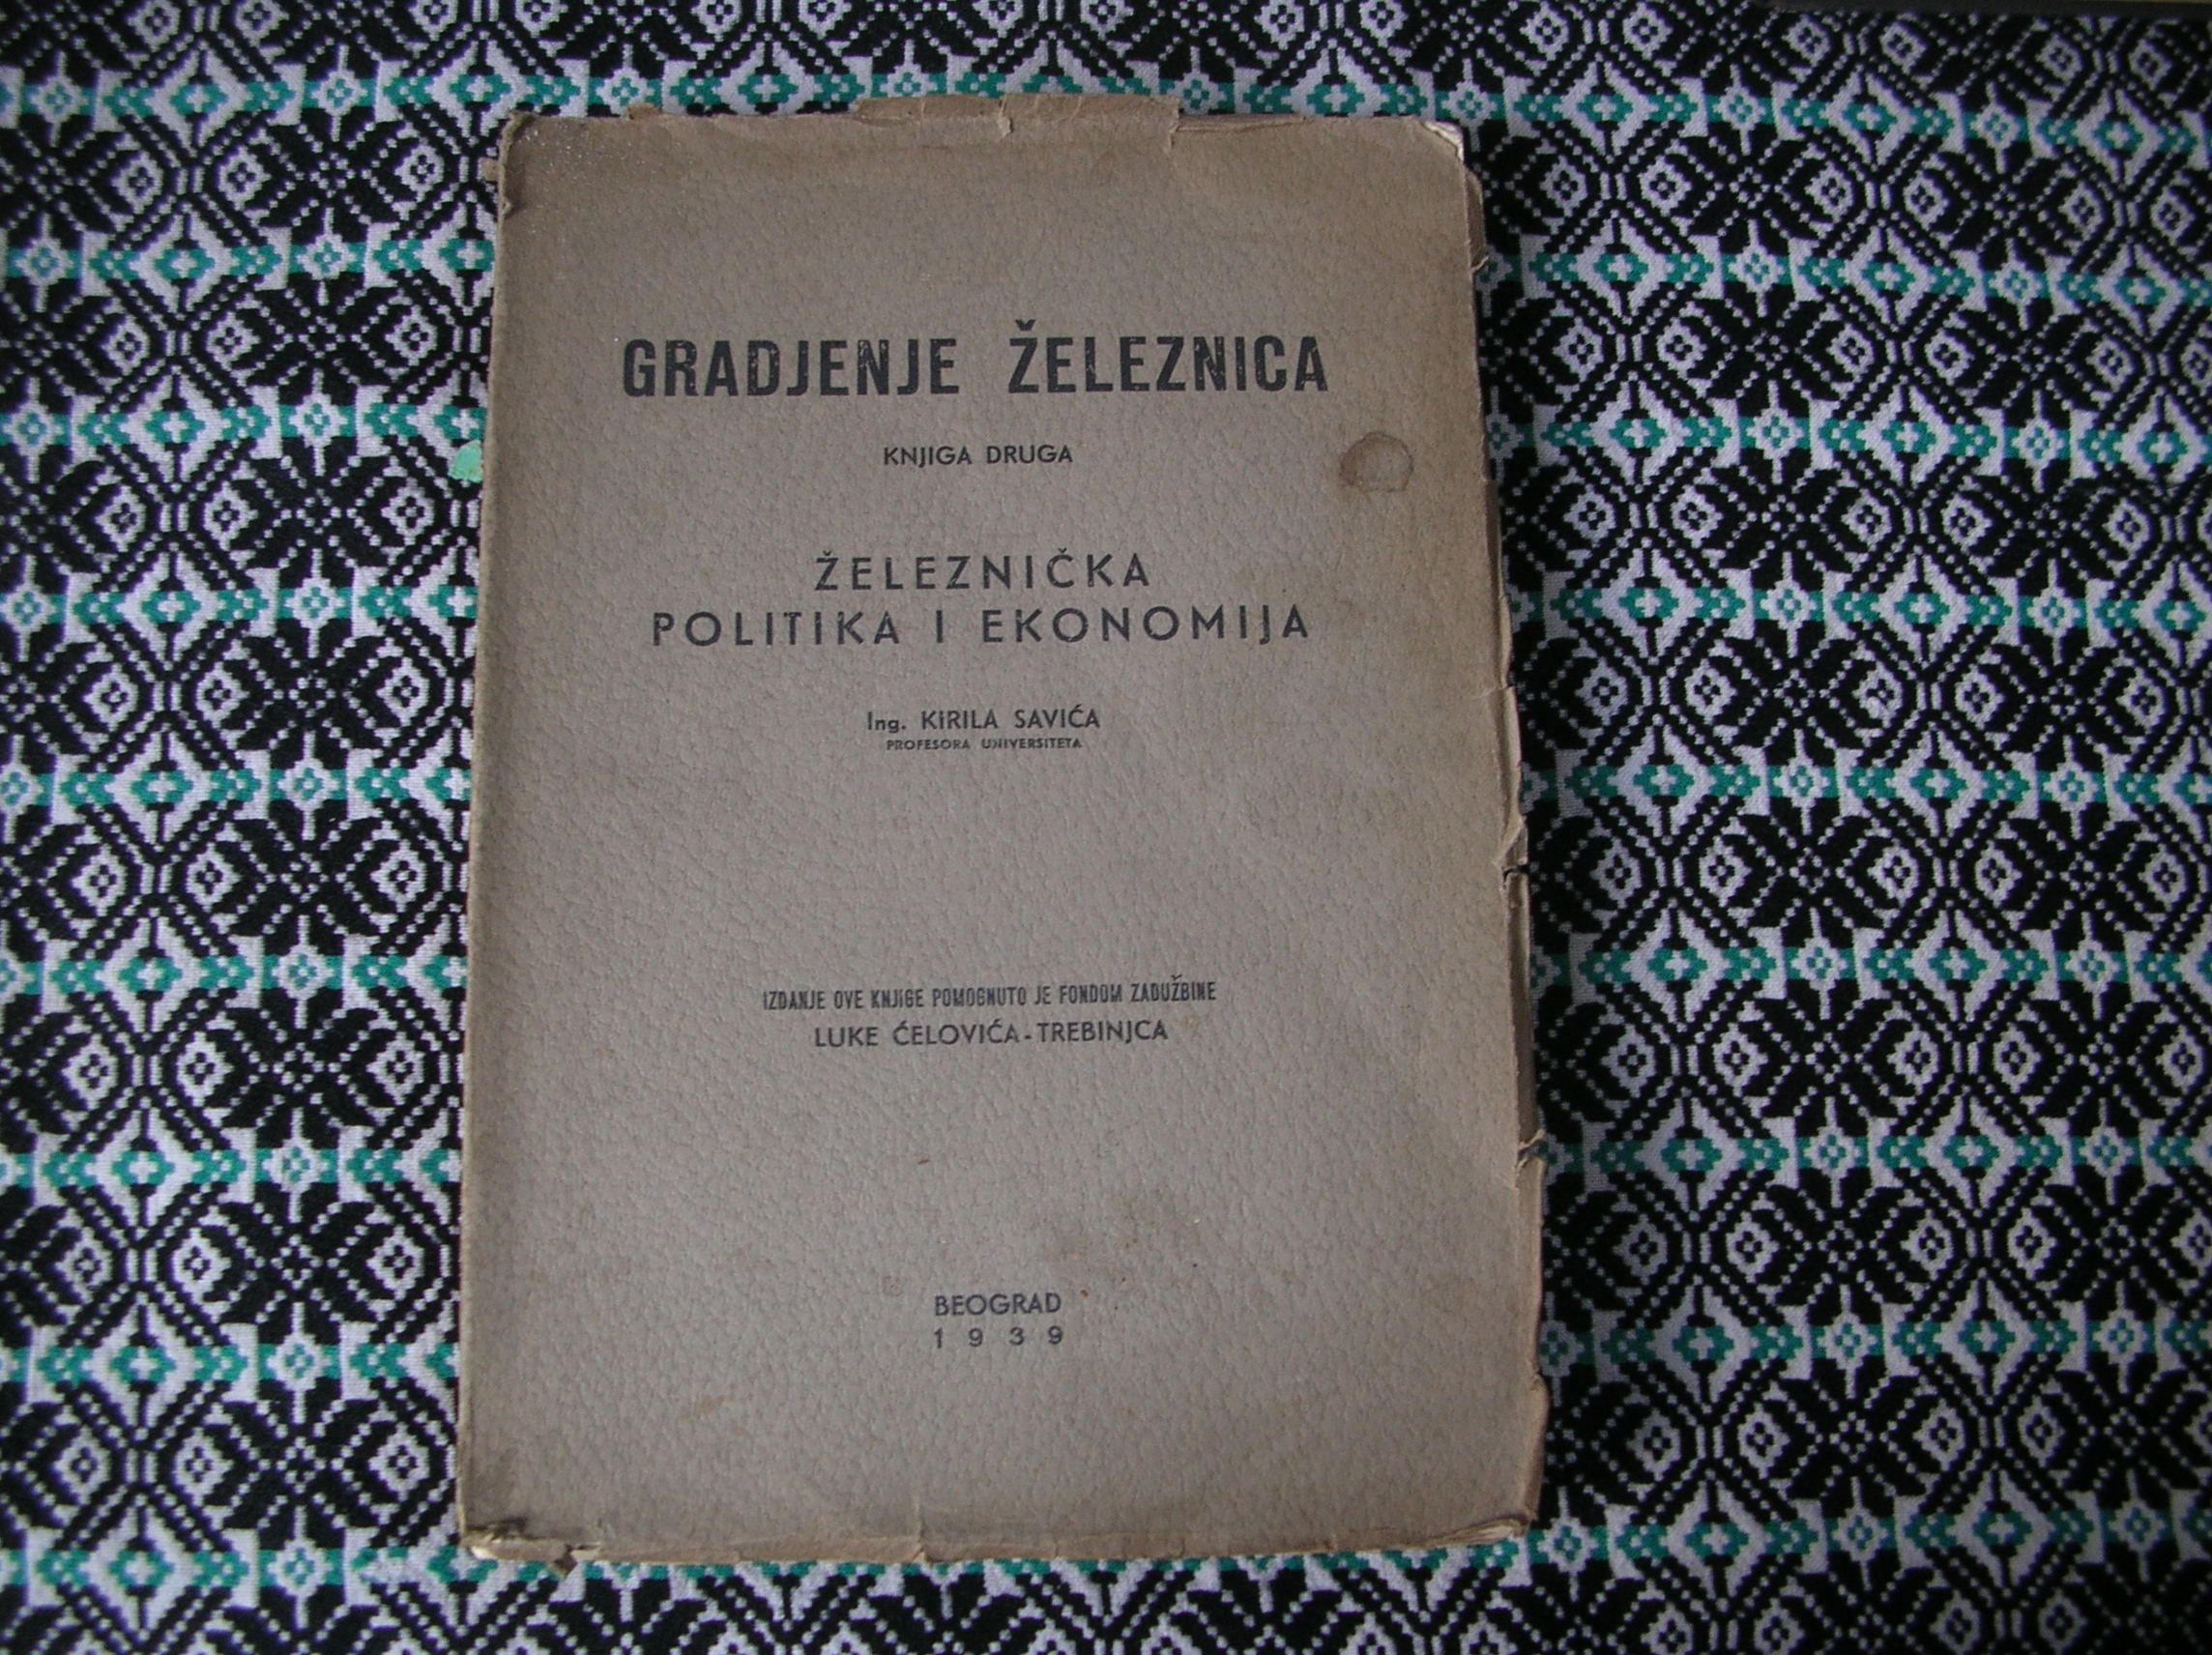 GRADJENJE ŽELEZNICA
KNJIGA DRUGA
ŽELEZNIČKA
POLITIKA I EKONOMIJA
Ing. KIRILA SAVIĆA
PROFESORA UNIVERSITETA
IZDANJE OVE KNJIGE POMOGNUTO JE FONDOM ZADUŽBINE
LUKE ĆELOVIĆA-TREBINJCA
BEOGRAD
1939